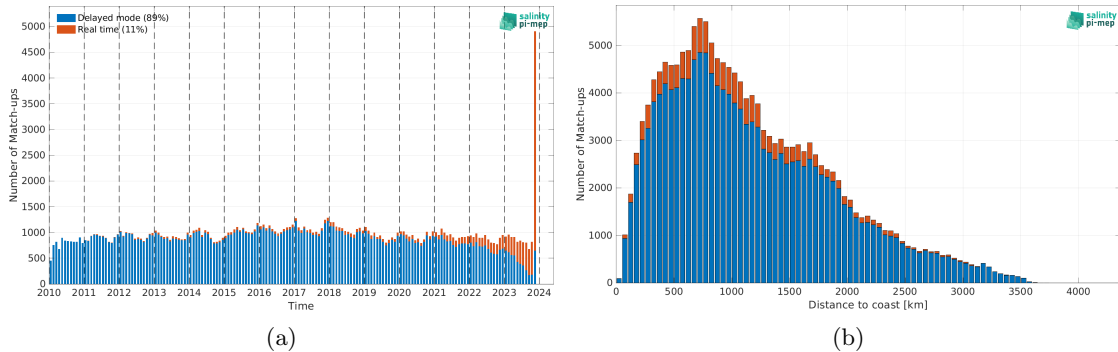 Delayed mode (89%)
Real time (11%)
salinity
pi-mep
Number of Match-ups
5000
4500
4000
3500
3000
2500
2000
1500
1000
500
0
2010 2011 2012 2013 2014 2015 2016 2017 2018 2019 2020 2021 2022 2023 2024
Time
(a)
salinity
pi-mep
Number of Match-ups
5000
4000
3000
2000
1000
0
0 500 1000 1500 2000 2500 3000 3500 4000
Distance to coast [km]
(b)